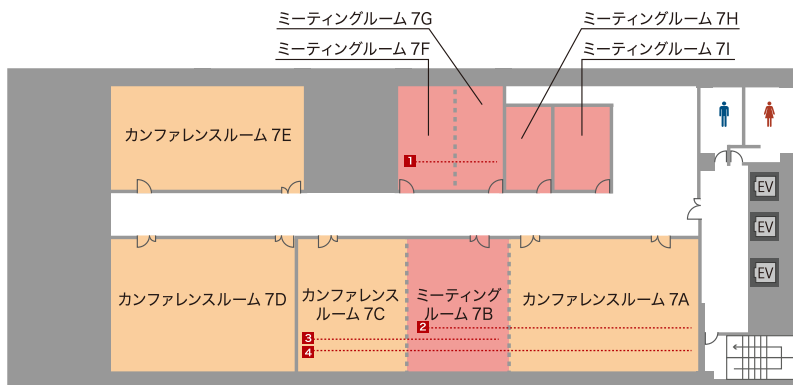 ミーティングルーム 7G
ミーティングルーム 7H
ミーティングルーム 7F
ミーティングルーム 7I
カンファレンスルーム 7E
1
EV
EV
EV
カンファレンスルーム 7D
カンファレンス
ルーム 7C
ミーティング
ルーム 7B
カンファレンスルーム 7A
2
3
4